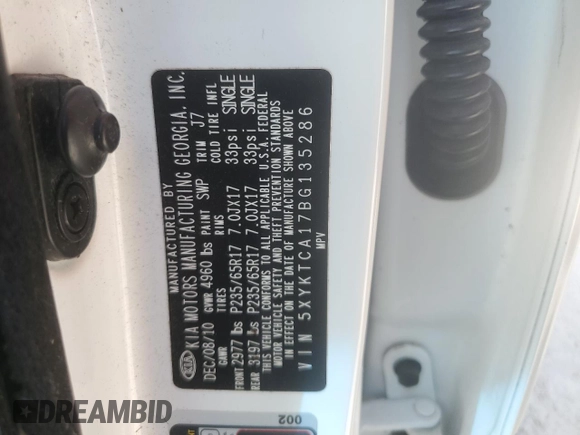 MANUFACTURED BY
KIA KIA MOTORS MANUFACTURING GEORGIA, INC.
DEC/08/10 GVWR 4960 lbs PAINT SWP TRIM J7
GAWR TIRES RIMS COLD TIRE INFL
FRONT 2977 lbs P235/65R17 7.0JX17 33psi SINGLE
REAR 3197 Lbs P235/65R17 7.0JX17 33psi SINGLE
THIS VEHICLE CONFORMS TO ALL APPLICABLE U.S.A. FEDERAL
MOTOR VEHICLE SAFETY AND THEFT PREVENTION STANDARDS
IN EFFECT ON THE DATE OF MANUFACTURE SHOWN ABOVE
VIN 5XYKTCA17BG135286
MPV
002
DREAMBID